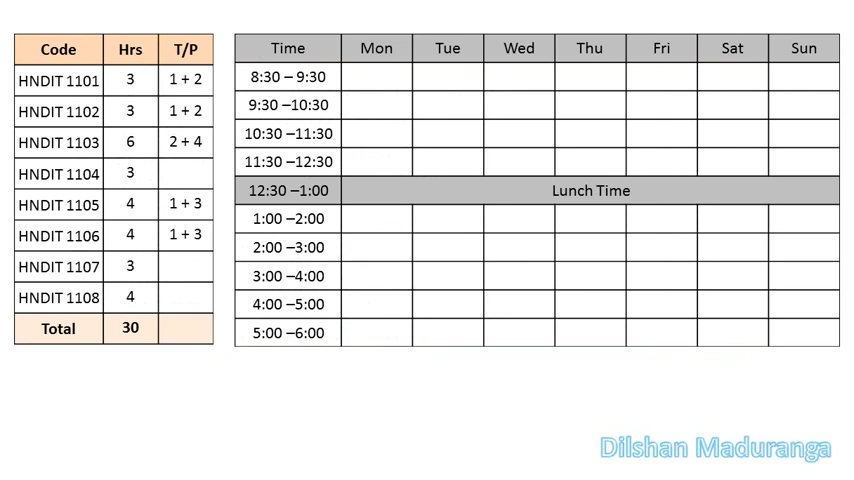 Code Hrs T/P
HNDIT 1101 3 1 + 2
HNDIT 1102 3 1 + 2
HNDIT 1103 6 2 + 4
HNDIT 1104 3
HNDIT 1105 4 1 + 3
HNDIT 1106 4 1 + 3
HNDIT 1107 3
HNDIT 1108 4
Total 30
Time Mon Tue Wed Thu Fri Sat Sun
8:30 – 9:30
9:30 –10:30
10:30 –11:30
11:30 –12:30
12:30 –1:00 Lunch Time
1:00 –2:00
2:00 –3:00
3:00 –4:00
4:00 –5:00
5:00 –6:00
Dilshan Maduranga